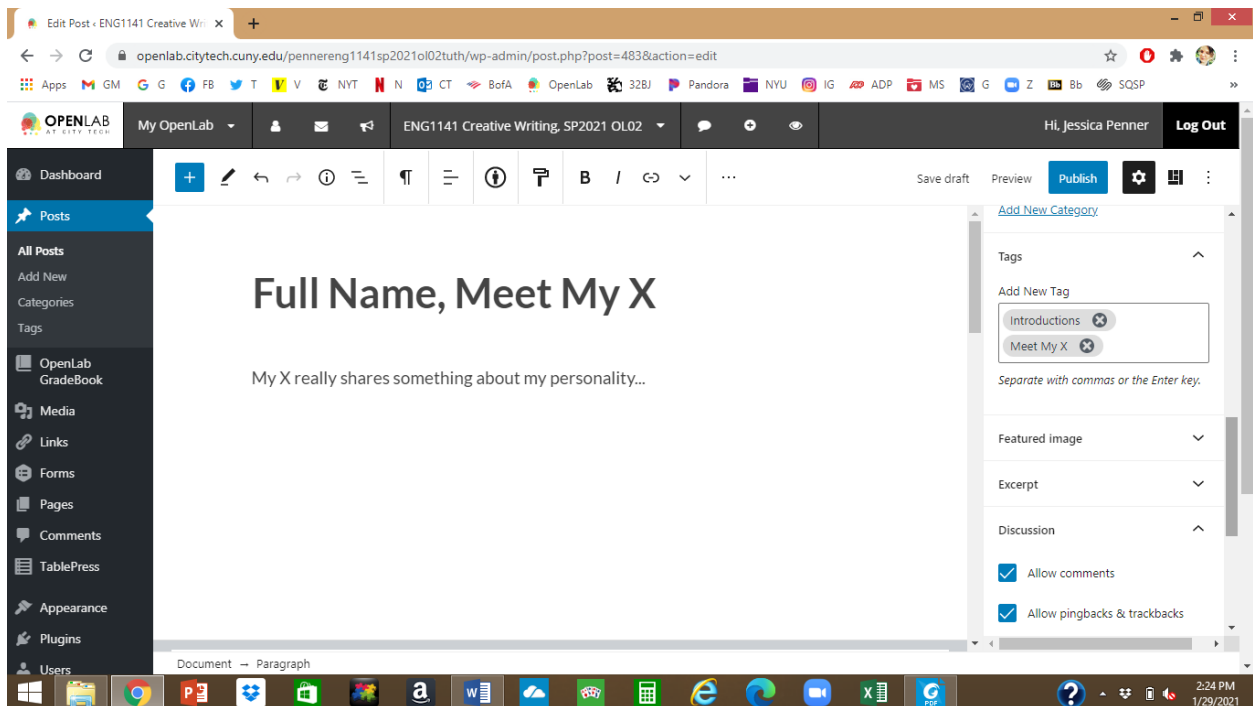 Edit Post ‹ ENG1141 Creative Wri
openlab.citytech.cuny.edu/pennereng1141sp2021ol02tuth/wp-admin/post.php?post=483&action=edit
Apps GM G FB T V NYT N CT BofA OpenLab 32BJ Pandora NYU IG ADP MS G Z Bb SQSP »
OPENLAB
AT CITY TECH
My OpenLab
ENG1141 Creative Writing, SP2021 OL02
Hi, Jessica Penner
Log Out
Dashboard
Posts
All Posts
Add New
Categories
Tags
OpenLab
GradeBook
Media
Links
Forms
Pages
Comments
TablePress
Appearance
Plugins
Users
B I
Save draft
Preview
Publish
Full Name, Meet My X
My X really shares something about my personality...
Document → Paragraph
Add New Category
Tags
Add New Tag
Introductions
Meet My X
Separate with commas or the Enter key.
Featured image
Excerpt
Discussion
Allow comments
Allow pingbacks & trackbacks
2:24 PM
1/29/2021